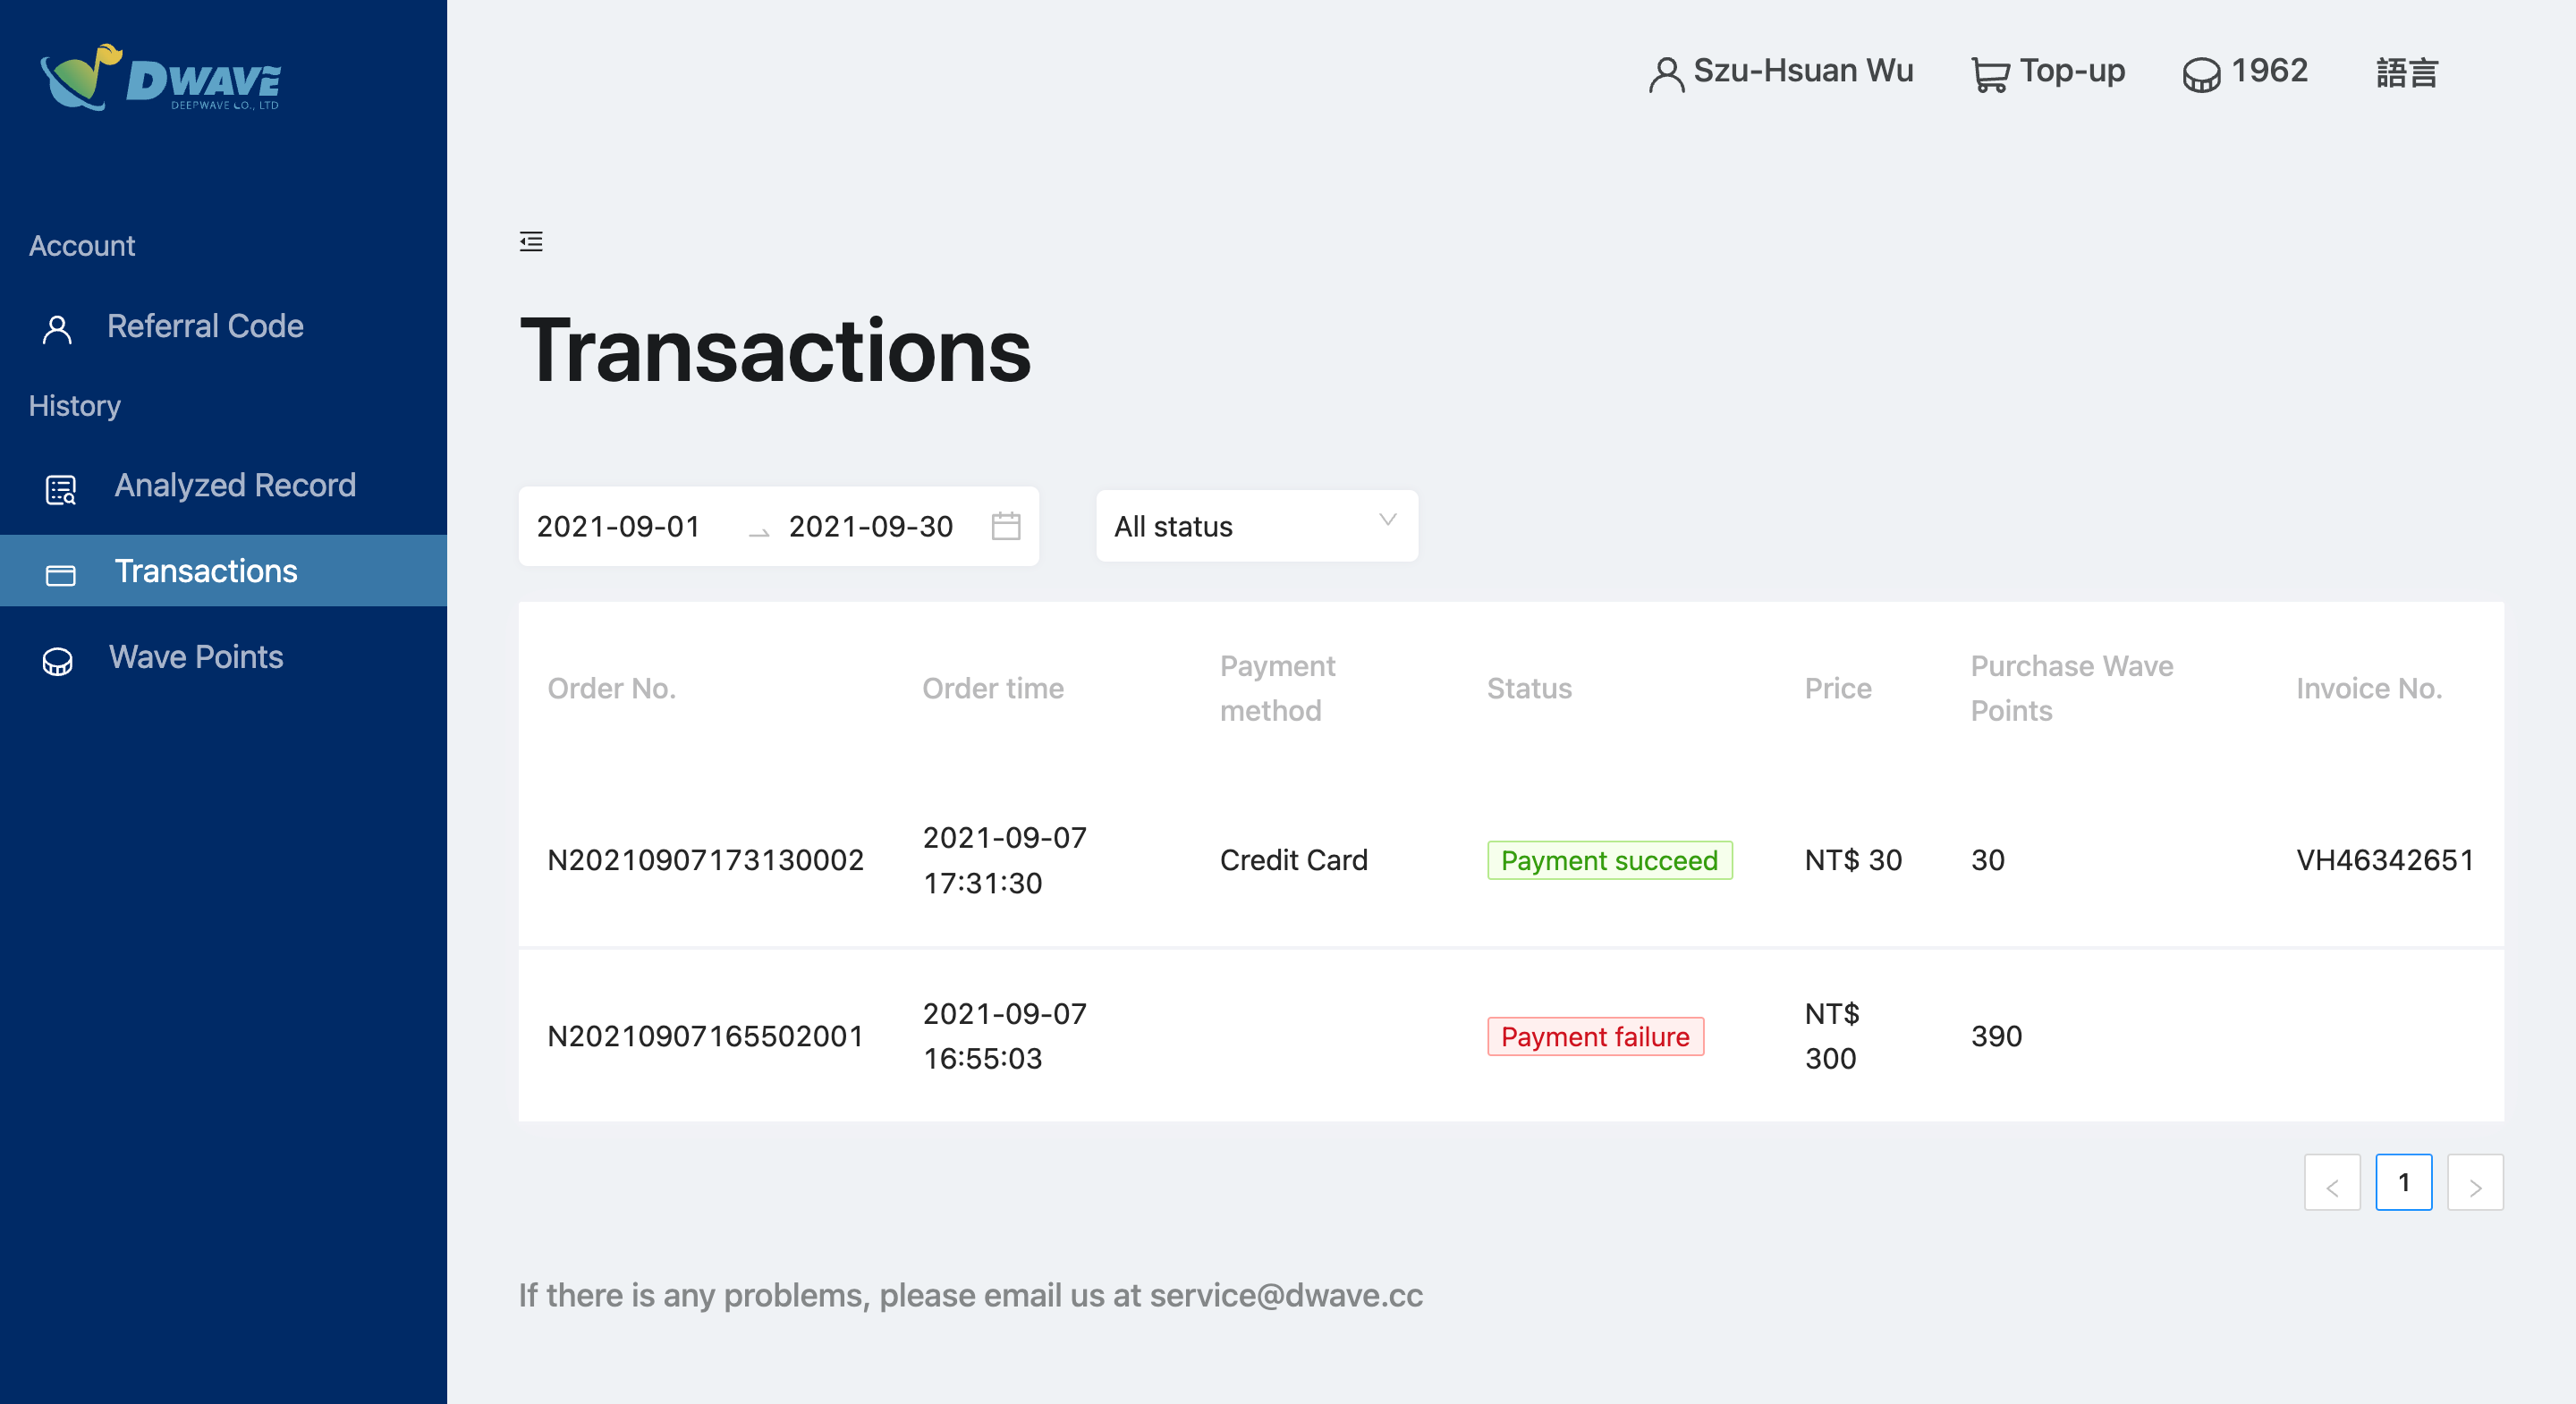 DWAVE
DEEPWAVE CO., LTD
Szu-Hsuan Wu
Top-up
1962
語言
Account
Referral Code
History
Analyzed Record
Transactions
Wave Points
Transactions
2021-09-01 → 2021-09-30
All status
Order No. Order time Payment method Status Price Purchase Wave Points Invoice No.
N20210907173130002 2021-09-07 17:31:30 Credit Card Payment succeed NT$ 30 30 VH46342651
N20210907165502001 2021-09-07 16:55:03 Payment failure NT$ 300 390
< 1 >
If there is any problems, please email us at service@dwave.cc